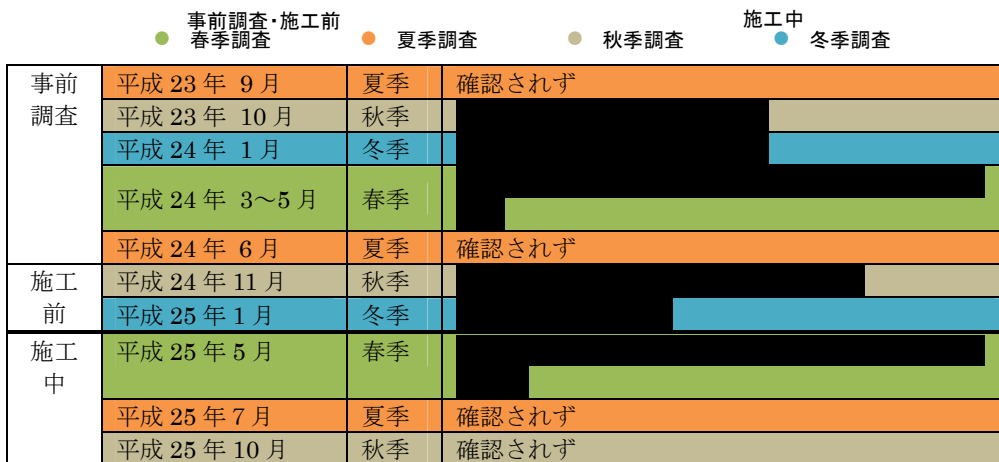 事前調査・施工前 施工中
春季調査 夏季調査 秋季調査 冬季調査
事前調査 平成 23 年 9 月 夏季 確認されず
平成 23 年 10 月 秋季
平成 24 年 1 月 冬季
平成 24 年 3～5 月 春季
平成 24 年 6 月 夏季 確認されず
施工前 平成 24 年 11 月 秋季
平成 25 年 1 月 冬季
施工中 平成 25 年 5 月 春季
平成 25 年 7 月 夏季 確認されず
平成 25 年 10 月 秋季 確認されず